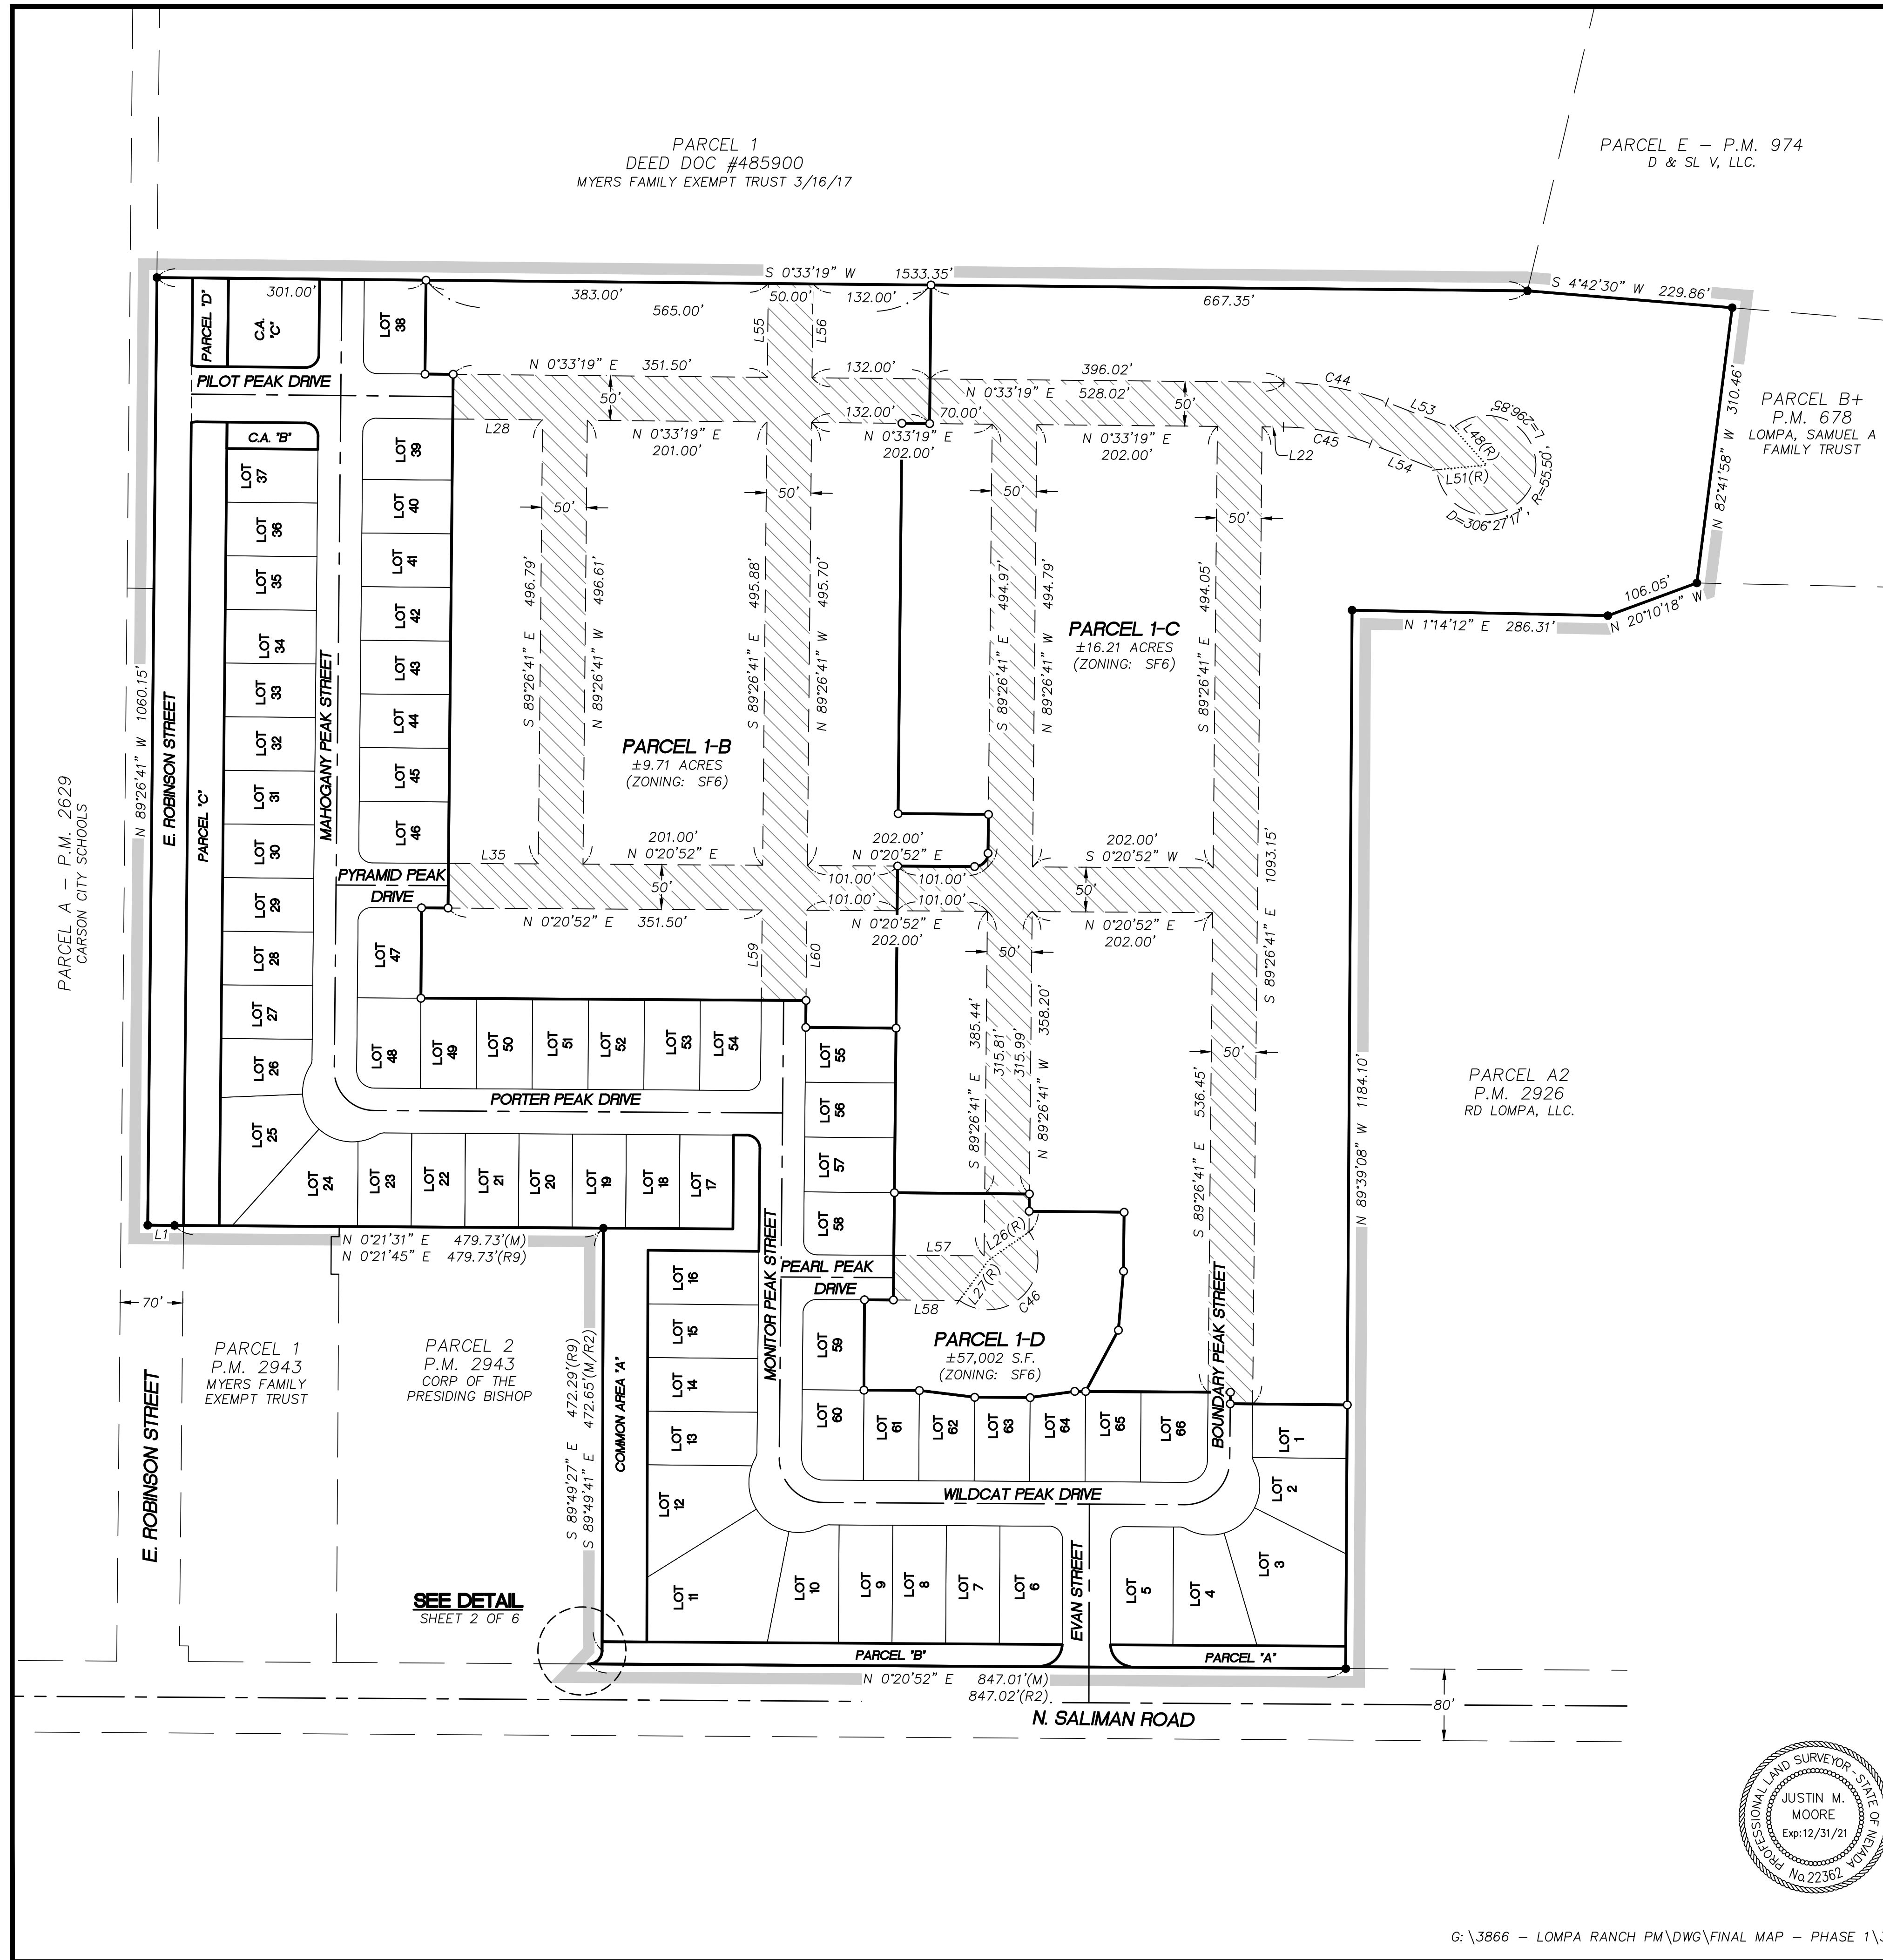 PARCEL 1
DEED DOC #485900
MYERS FAMILY EXEMPT TRUST 3/16/17
PARCEL E – P.M. 974
D & SL V, LLC.
S 0°33'19" W 1533.35'
S 4°42'30" W 229.86'
301.00'
383.00'
50.00'
132.00'
565.00'
667.35'
PARCEL "D"
C.A.
"C"
LOT
38
L55
L56
PILOT PEAK DRIVE
N 0°33'19" E 351.50'
132.00'
396.02'
N 0°33'19" E 528.02'
C44
L53
50'
50'
L28
N 0°33'19" E
201.00'
132.00'
70.00'
N 0°33'19" E
202.00'
N 0°33'19" E
202.00'
L22
C45
L54
L48(R)
L51(R)
L=296.85'
R=55.50',
D=306°27'17",
N 82°41'58" W 310.46'
PARCEL B+
P.M. 678
LOMPA, SAMUEL A
FAMILY TRUST
106.05'
N 20°10'18" W
N 1°14'12" E 286.31'
C.A. "B"
LOT
37
LOT
36
LOT
35
LOT
34
LOT
33
LOT
32
LOT
31
LOT
30
LOT
29
LOT
28
LOT
27
LOT
26
LOT
25
LOT
39
LOT
40
LOT
41
LOT
42
LOT
43
LOT
44
LOT
45
LOT
46
50'
50'
50'
50'
S 89°26'41" E 496.79'
N 89°26'41" W 496.61'
S 89°26'41" E 495.88'
N 89°26'41" W 495.70'
S 89°26'41" E 494.97'
N 89°26'41" W 494.79'
S 89°26'41" E 494.05'
PARCEL 1-C
±16.21 ACRES
(ZONING: SF6)
PARCEL 1-B
±9.71 ACRES
(ZONING: SF6)
PARCEL A – P.M. 2629
CARSON CITY SCHOOLS
N 89°26'41" W 1060.15'
E. ROBINSON STREET
PARCEL "C"
MAHOGANY PEAK STREET
L35
201.00'
N 0°20'52" E
202.00'
N 0°20'52" E
202.00'
S 0°20'52" W
PYRAMID PEAK
DRIVE
101.00'
101.00'
101.00'
101.00'
50'
50'
N 0°20'52" E 351.50'
N 0°20'52" E
202.00'
N 0°20'52" E
202.00'
S 89°26'41" E 1093.15'
LOT
47
L59
L60
50'
LOT
48
LOT
49
LOT
50
LOT
51
LOT
52
LOT
53
LOT
54
LOT
55
LOT
56
LOT
57
LOT
58
S 89°26'41" E 385.44'
315.81'
315.99'
N 89°26'41" W 358.20'
50'
S 89°26'41" E 536.45'
N 89°39'08" W 1184.10'
PARCEL A2
P.M. 2926
RD LOMPA, LLC.
PORTER PEAK DRIVE
LOT
24
LOT
23
LOT
22
LOT
21
LOT
20
LOT
19
LOT
18
LOT
17
L1
N 0°21'31" E 479.73'(M)
N 0°21'45" E 479.73'(R9)
MONITOR PEAK STREET
L57
L26(R)
L27(R)
C46
L58
PEARL PEAK
DRIVE
70'
PARCEL 1
P.M. 2943
MYERS FAMILY
EXEMPT TRUST
PARCEL 2
P.M. 2943
CORP OF THE
PRESIDING BISHOP
S 89°49'27" E 472.29'(R9)
S 89°49'41" E 472.65'(M/R2)
COMMON AREA "A"
LOT
16
LOT
15
LOT
14
LOT
13
LOT
12
LOT
11
PARCEL 1-D
±57,002 S.F.
(ZONING: SF6)
BOUNDARY PEAK STREET
LOT
59
LOT
60
LOT
61
LOT
62
LOT
63
LOT
64
LOT
65
LOT
66
LOT
1
LOT
2
LOT
3
E. ROBINSON STREET
WILDCAT PEAK DRIVE
EVAN STREET
LOT
10
LOT
9
LOT
8
LOT
7
LOT
6
LOT
5
LOT
4
SEE DETAIL
SHEET 2 OF 6
PARCEL "B"
PARCEL "A"
N 0°20'52" E 847.01'(M)
847.02'(R2)
80'
N. SALIMAN ROAD
PROFESSIONAL LAND SURVEYOR - STATE OF NEVADA
JUSTIN M.
MOORE
Exp:12/31/21
No.22362
G:\3866 – LOMPA RANCH PM\DWG\FINAL MAP – PHASE 1\